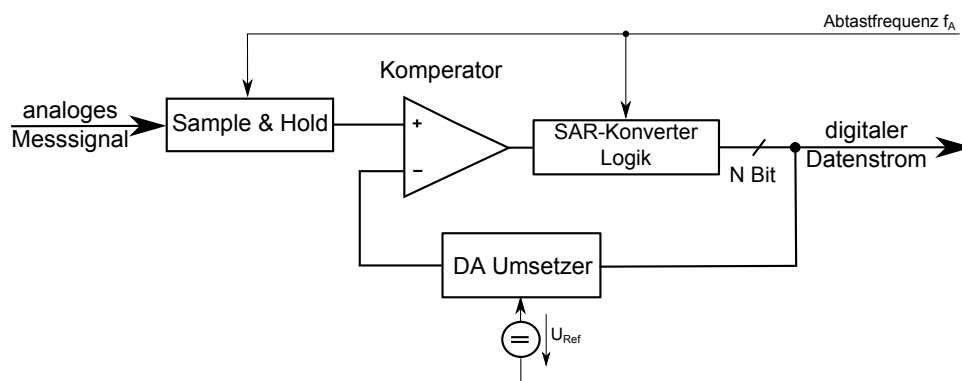 Abtastfrequenz f_A
Komperator
analoges
Messsignal
Sample & Hold
+
−
SAR-Konverter
Logik
N Bit
digitaler
Datenstrom
DA Umsetzer
=
U_Ref